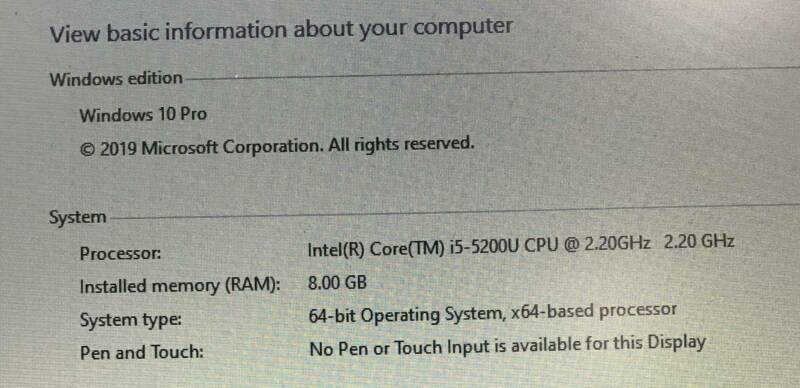 View basic information about your computer
Windows edition
Windows 10 Pro
© 2019 Microsoft Corporation. All rights reserved.
System
Processor: Intel(R) Core(TM) i5-5200U CPU @ 2.20GHz 2.20 GHz
Installed memory (RAM): 8.00 GB
System type: 64-bit Operating System, x64-based processor
Pen and Touch: No Pen or Touch Input is available for this Display